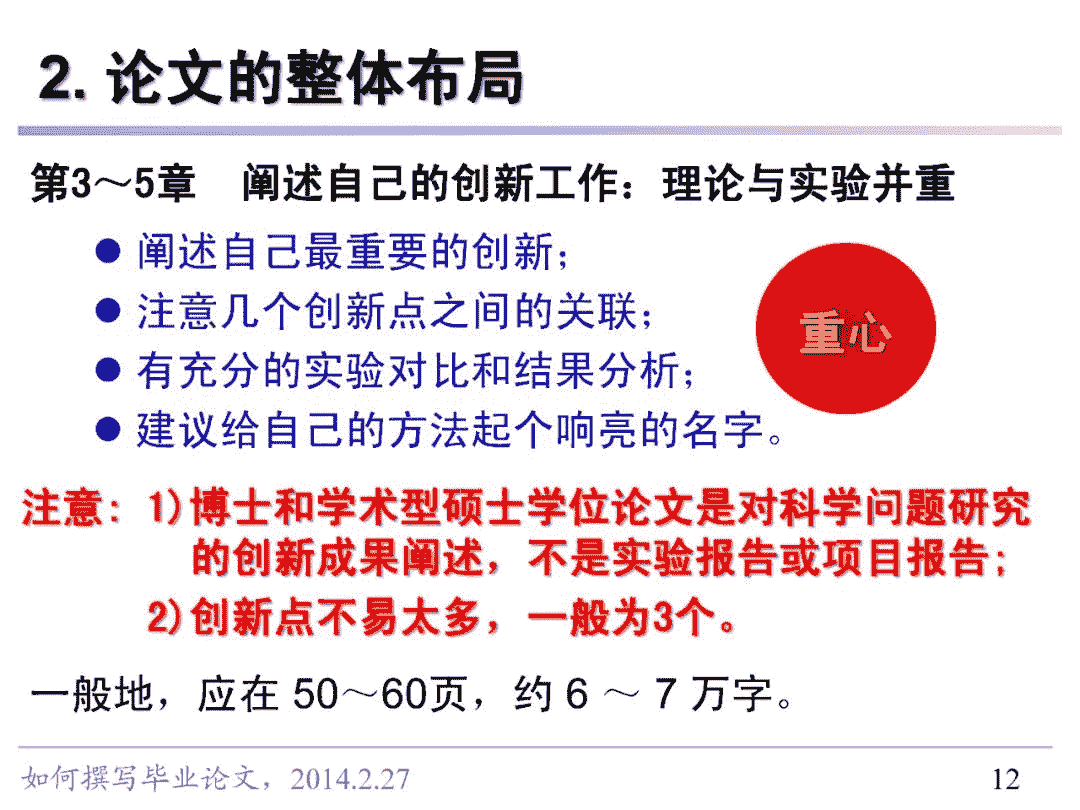 2. 论文的整体布局
第3～5章 阐述自己的创新工作：理论与实验并重
● 阐述自己最重要的创新；
● 注意几个创新点之间的关联；
● 有充分的实验对比和结果分析；
● 建议给自己的方法起个响亮的名字。
重心
注意：1)博士和学术型硕士学位论文是对科学问题研究
的创新成果阐述，不是实验报告或项目报告；
2)创新点不易太多，一般为3个。
一般地，应在 50～60页，约 6 ～ 7 万字。
如何撰写毕业论文，2014.2.27
12